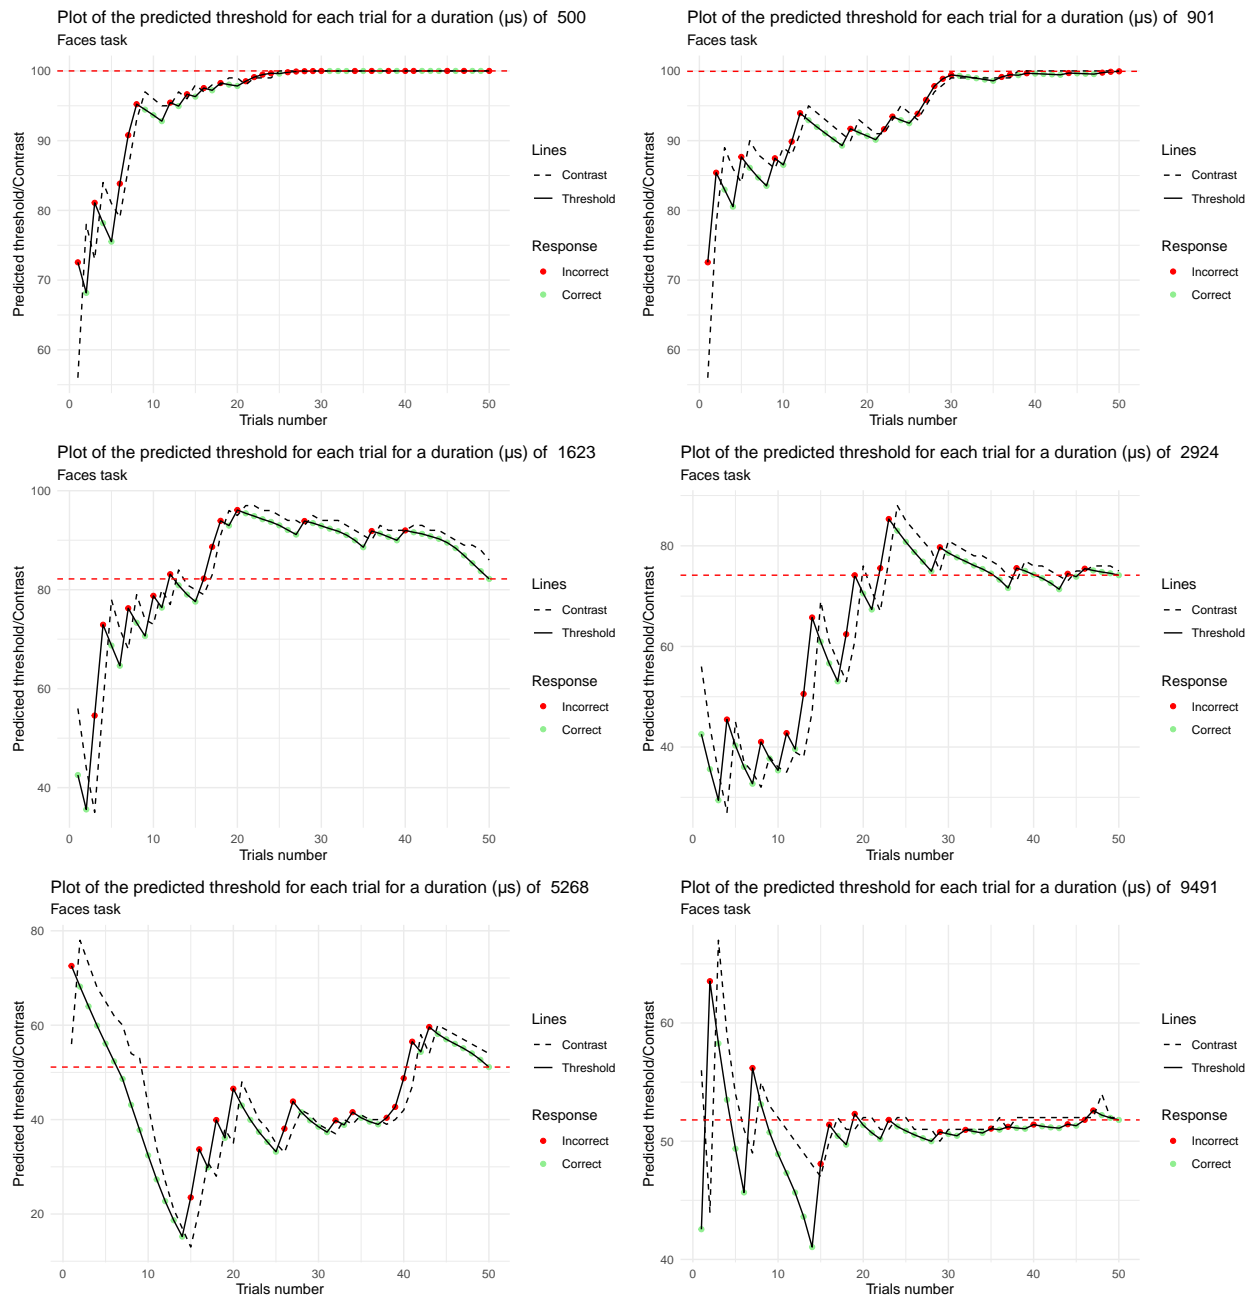 Plot of the predicted threshold for each trial for a duration (µs) of  500
Faces task
Predicted threshold/Contrast
100
90
80
70
60
0 10 20 30 40 50
Trials number
Lines
Contrast
Threshold
Response
Incorrect
Correct
Plot of the predicted threshold for each trial for a duration (µs) of  901
Faces task
Predicted threshold/Contrast
100
90
80
70
60
0 10 20 30 40 50
Trials number
Lines
Contrast
Threshold
Response
Incorrect
Correct
Plot of the predicted threshold for each trial for a duration (µs) of  1623
Faces task
Predicted threshold/Contrast
100
80
60
40
0 10 20 30 40 50
Trials number
Lines
Contrast
Threshold
Response
Incorrect
Correct
Plot of the predicted threshold for each trial for a duration (µs) of  2924
Faces task
Predicted threshold/Contrast
80
60
40
0 10 20 30 40 50
Trials number
Lines
Contrast
Threshold
Response
Incorrect
Correct
Plot of the predicted threshold for each trial for a duration (µs) of  5268
Faces task
Predicted threshold/Contrast
80
60
40
20
0 10 20 30 40 50
Trials number
Lines
Contrast
Threshold
Response
Incorrect
Correct
Plot of the predicted threshold for each trial for a duration (µs) of  9491
Faces task
Predicted threshold/Contrast
60
50
40
0 10 20 30 40 50
Trials number
Lines
Contrast
Threshold
Response
Incorrect
Correct